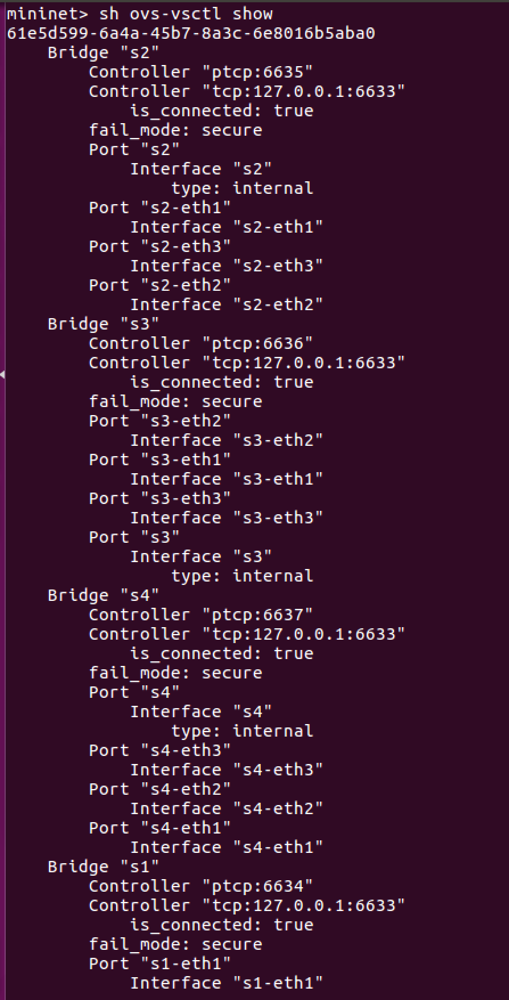 mininet> sh ovs-vsctl show
61e5d599-6a4a-45b7-8a3c-6e8016b5aba0
    Bridge "s2"
        Controller "ptcp:6635"
        Controller "tcp:127.0.0.1:6633"
            is_connected: true
        fail_mode: secure
        Port "s2"
            Interface "s2"
                type: internal
        Port "s2-eth1"
            Interface "s2-eth1"
        Port "s2-eth3"
            Interface "s2-eth3"
        Port "s2-eth2"
            Interface "s2-eth2"
    Bridge "s3"
        Controller "ptcp:6636"
        Controller "tcp:127.0.0.1:6633"
            is_connected: true
        fail_mode: secure
        Port "s3-eth2"
            Interface "s3-eth2"
        Port "s3-eth1"
            Interface "s3-eth1"
        Port "s3-eth3"
            Interface "s3-eth3"
        Port "s3"
            Interface "s3"
                type: internal
    Bridge "s4"
        Controller "ptcp:6637"
        Controller "tcp:127.0.0.1:6633"
            is_connected: true
        fail_mode: secure
        Port "s4"
            Interface "s4"
                type: internal
        Port "s4-eth3"
            Interface "s4-eth3"
        Port "s4-eth2"
            Interface "s4-eth2"
        Port "s4-eth1"
            Interface "s4-eth1"
    Bridge "s1"
        Controller "ptcp:6634"
        Controller "tcp:127.0.0.1:6633"
            is_connected: true
        fail_mode: secure
        Port "s1-eth1"
            Interface "s1-eth1"